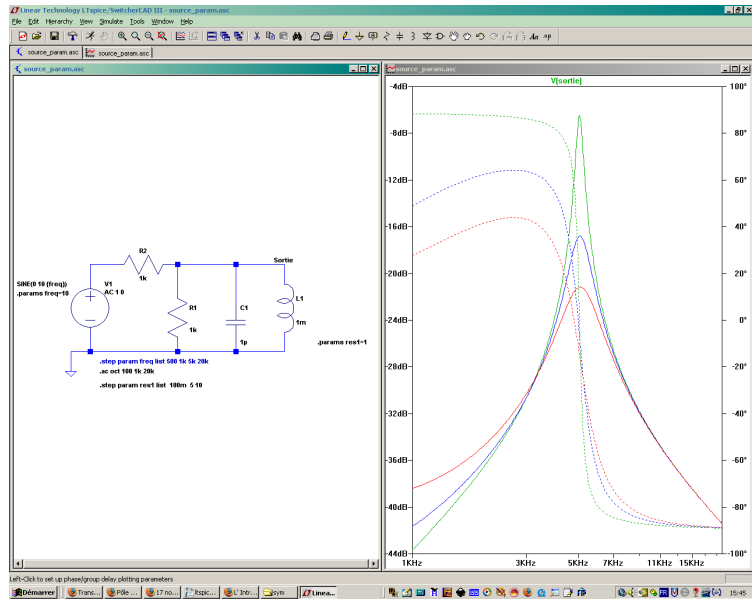 Linear Technology LTspice/SwitcherCAD III - source_param.asc
File Edit Hierarchy View Simulate Tools Window Help
source_param.asc source_param.asc
source_param.asc
R2
1k
Sortie
SINE(0 10 {freq})
.params freq=10
V1
AC 1 0
R1
1k
C1
1µ
L1
1m
.params res1=1
.step param freq list 500 1k 5k 20k
.ac oct 100 1k 20k
.step param res1 list 100m 5 10
source_param.asc
V(sortie)
-4dB 100°
-8dB 80°
-12dB 60°
-16dB 40°
-20dB 20°
-24dB 0°
-28dB -20°
-32dB -40°
-36dB -60°
-40dB -80°
-44dB -100°
1KHz 3KHz 5KHz 7KHz 11KHz 15KHz
Left-Click to set up phase/group delay plotting parameters
Démarrer Trans... Pôle ... 17 no... ltspic... L' Intr... sym Linea... FR 15:45